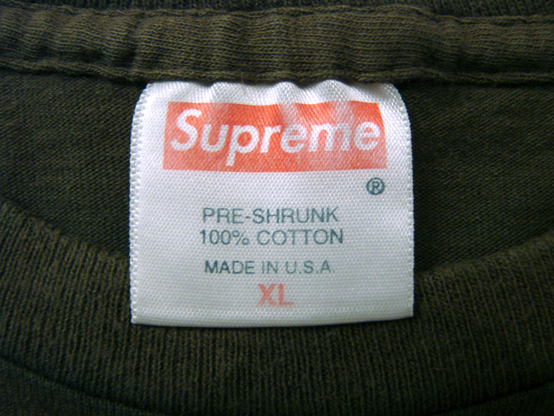 Supreme
®
PRE-SHRUNK
100% COTTON
MADE IN U.S.A.
XL